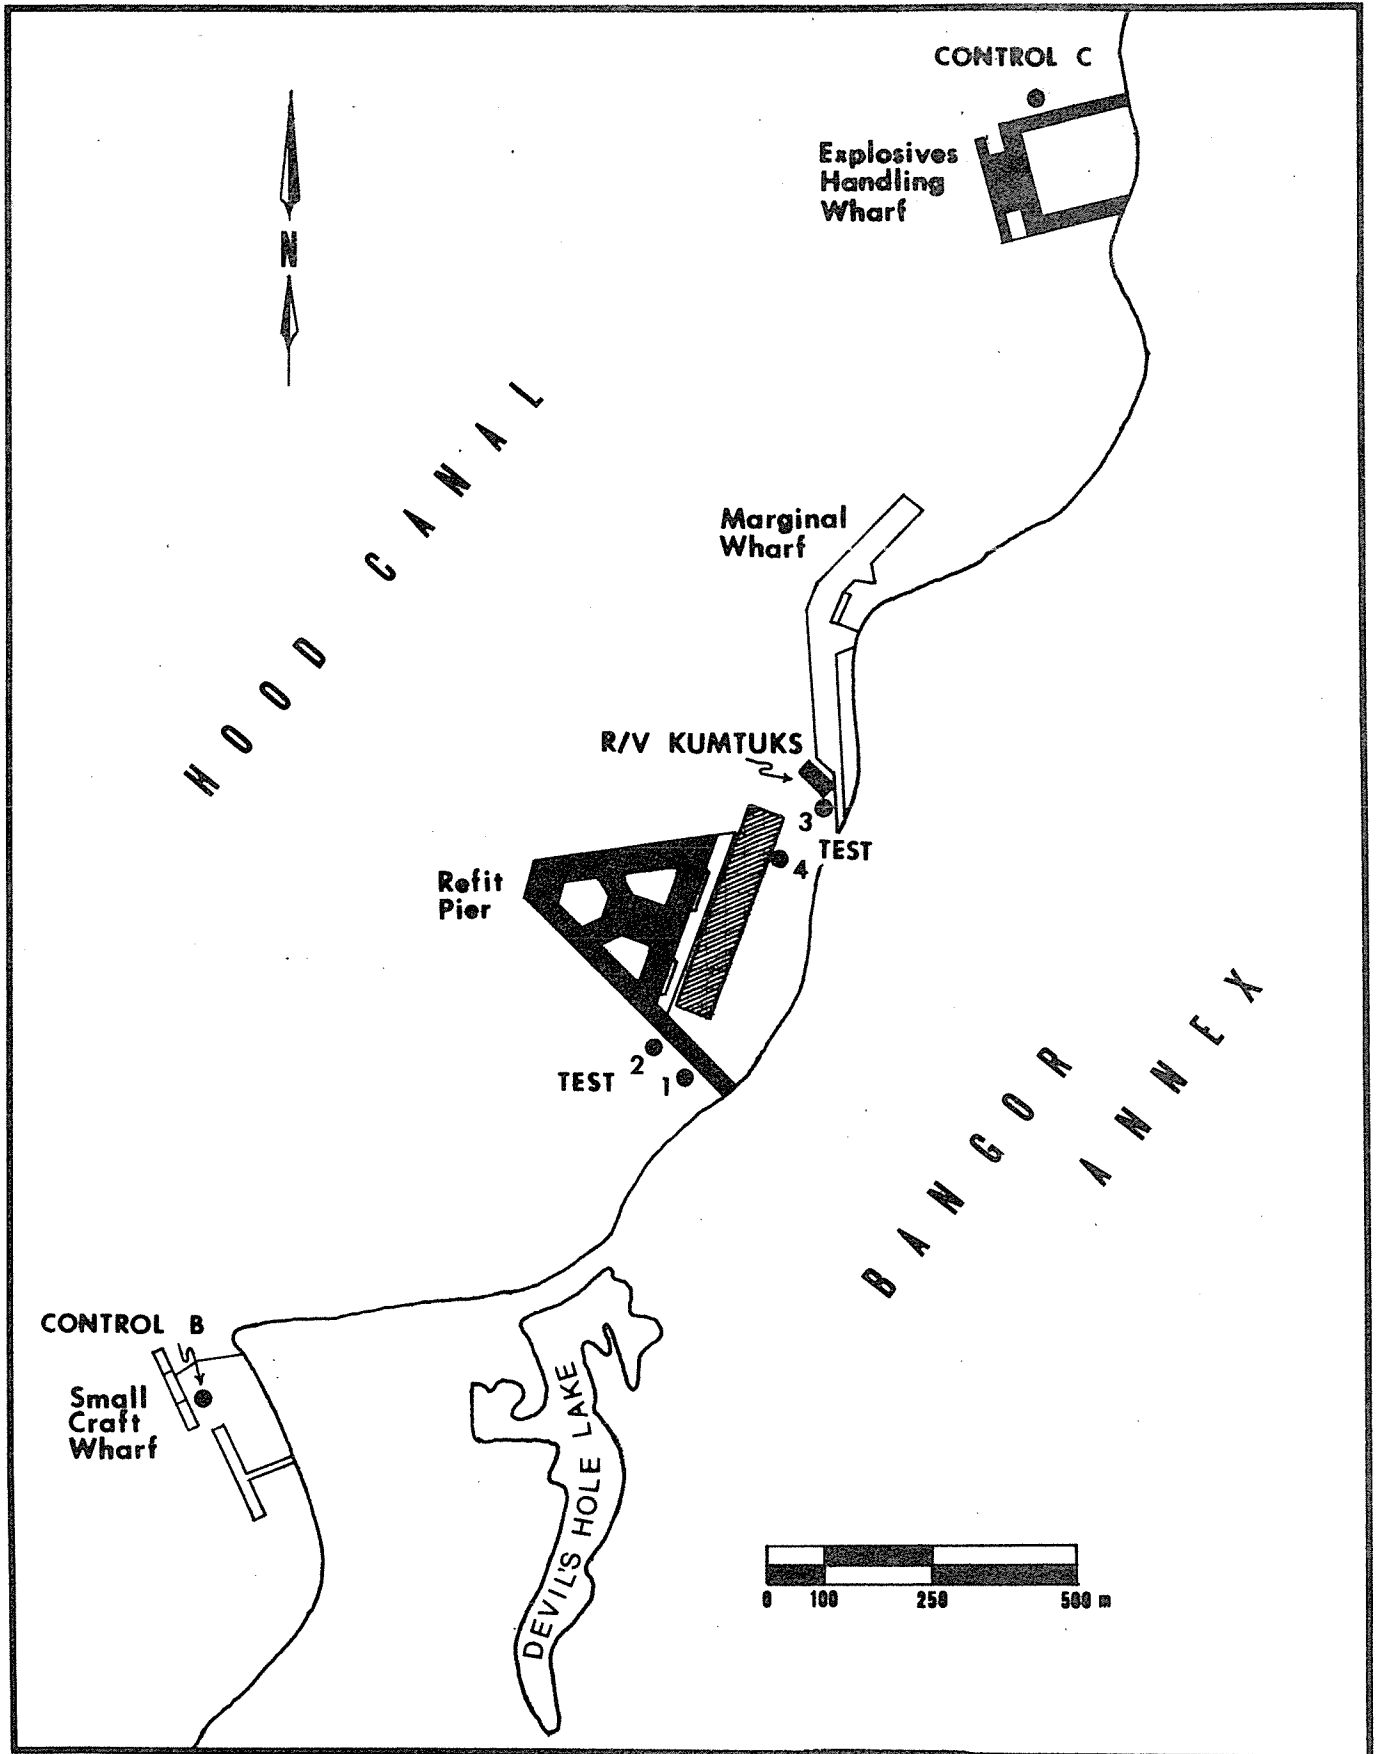 CONTROL C
Explosives
Handling
Wharf
N
HOOD CANAL
Marginal
Wharf
R/V KUMTUKS
3
TEST
4
Refit
Pier
2
TEST
1
BANGOR
ANNEX
CONTROL B
Small
Craft
Wharf
DEVIL'S HOLE LAKE
0 100 250 500 m